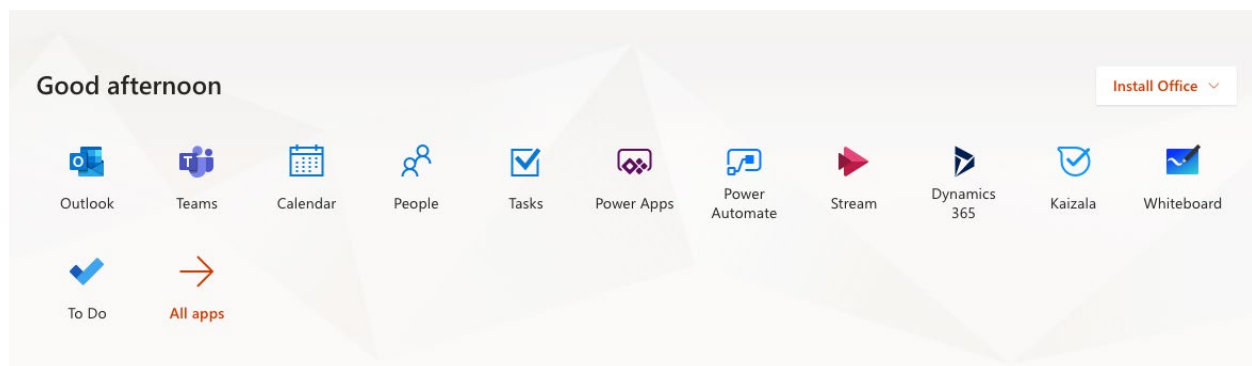 Good afternoon
Install Office
Outlook
Teams
Calendar
People
Tasks
Power Apps
Power
Automate
Stream
Dynamics
365
Kaizala
Whiteboard
To Do
All apps